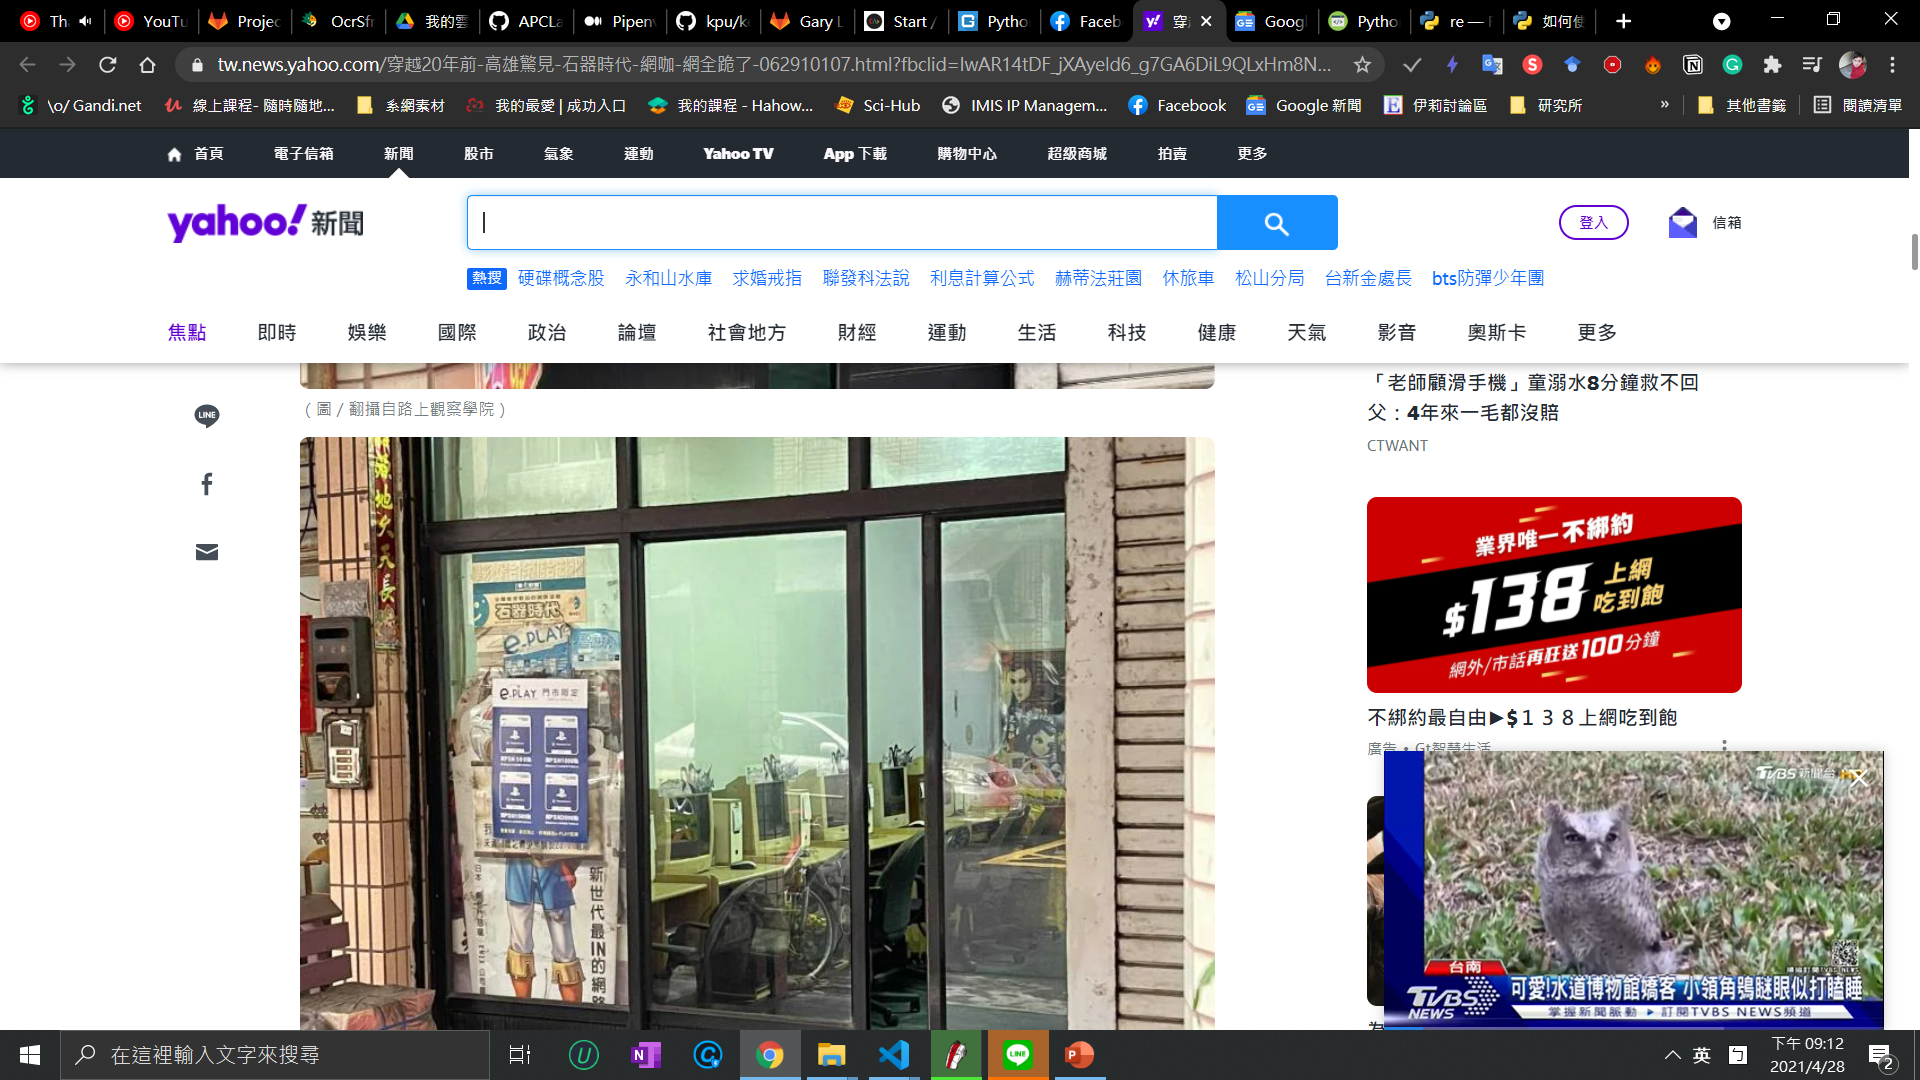 Tha
YouTu
Projec
OcrSfr
我的雲
APCLa
Pipenv
kpu/ke
Gary L
Start /
Pytho
Faceb
穿
Googl
Pytho
re — P
如何使
tw.news.yahoo.com/穿越20年前-高雄驚見-石器時代-網咖-網全跪了-062910107.html?fbclid=IwAR14tDF_jXAyeld6_g7GA6DiL9QLxHm8N...
\o/ Gandi.net
線上課程- 隨時隨地...
系網素材
我的最愛 | 成功入口
我的課程 - Hahow...
Sci-Hub
IMIS IP Managem...
Facebook
Google 新聞
伊莉討論區
研究所
»
其他書籤
閱讀清單
首頁
電子信箱
新聞
股市
氣象
運動
Yahoo TV
App 下載
購物中心
超級商城
拍賣
更多
yahoo! 新聞
登入
信箱
熱搜
硬碟概念股
永和山水庫
求婚戒指
聯發科法說
利息計算公式
赫蒂法莊園
休旅車
松山分局
台新金處長
bts防彈少年團
焦點
即時
娛樂
國際
政治
論壇
社會地方
財經
運動
生活
科技
健康
天氣
影音
奧斯卡
更多
LINE
(圖/翻攝自路上觀察學院)
石器時代
e.PLAY
e.PLAY 門市限定
新世代最IN的網路
「老師顧滑手機」童溺水8分鐘救不回
父：4年來一毛都沒賠
CTWANT
業界唯一不綁約
$138 上網
吃到飽
網外/市話再狂送100分鐘
不綁約最自由▶$１３８上網吃到飽
廣告 • Gt智慧生活
TVBS 新聞台 HD
台南
可愛!水道博物館嬌客 小領角鴞瞇眼似打瞌睡
TVBS NEWS
掌握新聞脈動 ▶ 訂閱TVBS NEWS頻道
在這裡輸入文字來搜尋
英
下午 09:12
2021/4/28
2